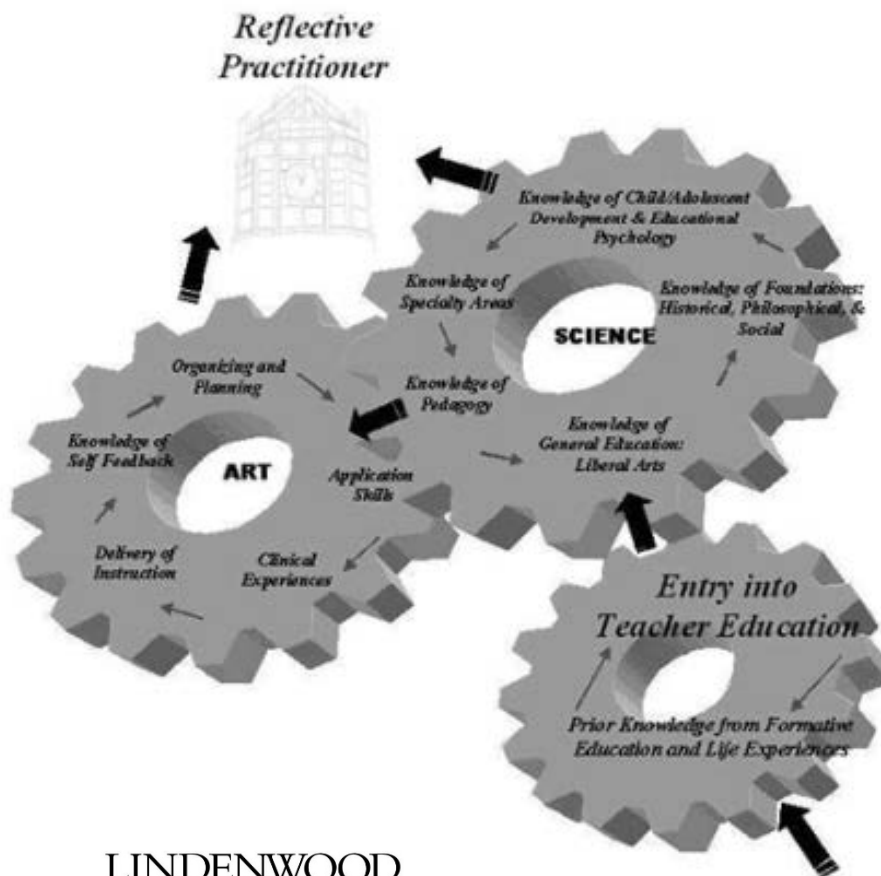 Reflective
Practitioner
Knowledge of Child/Adolescent
Development & Educational
Psychology
Knowledge of
Specialty Areas
Knowledge of Foundations:
Historical, Philosophical, &
Social
SCIENCE
Knowledge of
Pedagogy
Knowledge of
General Education:
Liberal Arts
Organizing and
Planning
Knowledge of
Self Feedback
ART
Application
Skills
Delivery of
Instruction
Clinical
Experiences
Entry into
Teacher Education
Prior Knowledge from Formative
Education and Life Experiences
LINDENWOOD